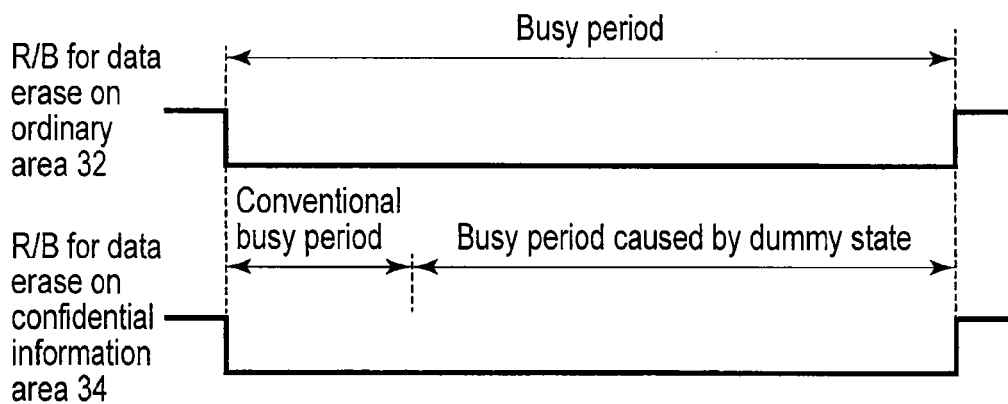 Busy period
R/B for data
erase on
ordinary
area 32
Conventional
busy period
Busy period caused by dummy state
R/B for data
erase on
confidential
information
area 34